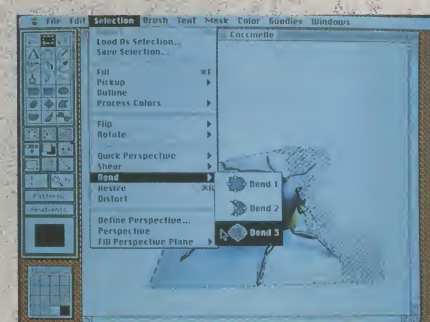 File Edit Selection Brush Text Mask Color Goodies Windows
Coccinelle
Load As Selection...
Save Selection...
Fill ⌘F
Pickup
Outline
Process Colors
Flip
Rotate
Quick Perspective
Shear
Bend
Resize
Distort
Define Perspective...
Perspective
Fill Perspective Plane
Bend 1
Bend 2
Bend 3
Patterns
Gradients